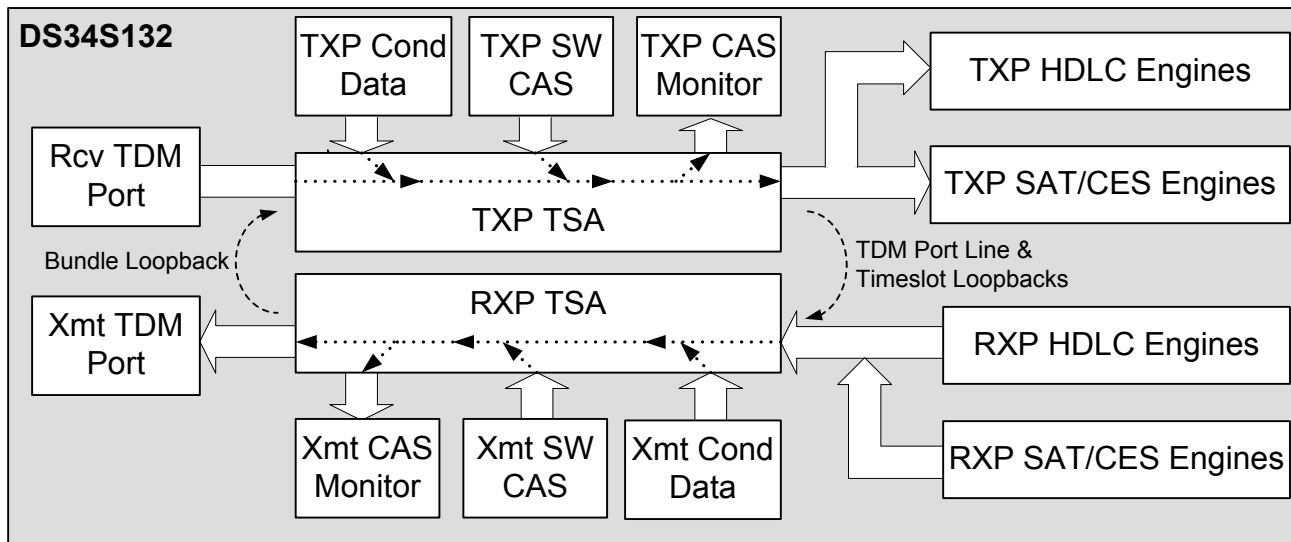 DS34S132
TXP Cond
Data
TXP SW
CAS
TXP CAS
Monitor
TXP HDLC Engines
Rcv TDM
Port
TXP TSA
TXP SAT/CES Engines
Bundle Loopback
TDM Port Line &
Timeslot Loopbacks
Xmt TDM
Port
RXP TSA
RXP HDLC Engines
Xmt CAS
Monitor
Xmt SW
CAS
Xmt Cond
Data
RXP SAT/CES Engines